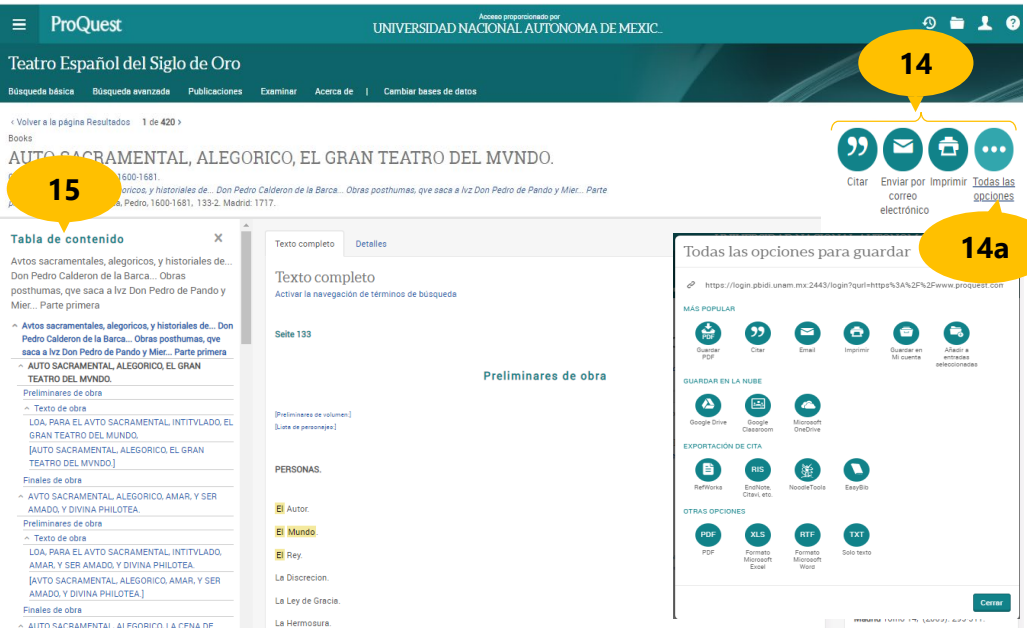 ProQuest
Acceso proporcionado por
UNIVERSIDAD NACIONAL AUTONOMA DE MEXIC...
Teatro Español del Siglo de Oro
Búsqueda básica Búsqueda avanzada Publicaciones Examinar Acerca de | Cambiar bases de datos
14
‹ Volver a la página Resultados 1 de 420 ›
Books
AUTO SACRAMENTAL, ALEGORICO, EL GRAN TEATRO DEL MVNDO.
1600-1681.
y historiales de... Don Pedro Calderon de la Barca... Obras posthumas, qve saca a lvz Don Pedro de Pando y Mier... Parte
Pedro, 1600-1681, 133-2. Madrid: 1717.
15
Citar
Enviar por correo electrónico
Imprimir
Todas las opciones
14a
Tabla de contenido X
Avtos sacramentales, alegoricos, y historiales de...
Don Pedro Calderon de la Barca... Obras
posthumas, qve saca a lvz Don Pedro de Pando y
Mier... Parte primera
Avtos sacramentales, alegoricos, y historiales de... Don
Pedro Calderon de la Barca... Obras posthumas, qve
saca a lvz Don Pedro de Pando y Mier... Parte primera
AUTO SACRAMENTAL, ALEGORICO, EL GRAN
TEATRO DEL MVNDO.
Preliminares de obra
Texto de obra
LOA, PARA EL AVTO SACRAMENTAL, INTITVLADO, EL
GRAN TEATRO DEL MUNDO,
[AUTO SACRAMENTAL, ALEGORICO, EL GRAN
TEATRO DEL MVNDO.]
Finales de obra
AVTO SACRAMENTAL, ALEGORICO, AMAR, Y SER
AMADO, Y DIVINA PHILOTEA.
Preliminares de obra
Texto de obra
LOA, PARA EL AVTO SACRAMENTAL, INTITVLADO,
AMAR, Y SER AMADO, Y DIVINA PHILOTEA.
[AVTO SACRAMENTAL, ALEGORICO, AMAR, Y SER
AMADO, Y DIVINA PHILOTEA.]
Finales de obra
AUTO SACRAMENTAL, ALEGORICO, LA CENA DE
Texto completo Detalles
Texto completo
Activar la navegación de términos de búsqueda
Seite 133
Preliminares de obra
[Preliminares de volumen:]
[Lista de personajes:]
PERSONAS.
El Autor.
El Mundo.
El Rey.
La Discrecion.
La Ley de Gracia.
La Hermosura.
Todas las opciones para guardar
https://login.pbidi.unam.mx:2443/login?qurl=https%3A%2F%2Fwww.proquest.com
MÁS POPULAR
PDF
Guardar PDF
Citar
Email
Imprimir
Guardar en Mi cuenta
Añadir a entradas seleccionadas
GUARDAR EN LA NUBE
Google Drive
Google Classroom
Microsoft OneDrive
EXPORTACIÓN DE CITA
RIS
RefWorks
EndNote, Citavi, etc.
NoodleTools
EasyBib
OTRAS OPCIONES
PDF XLS RTF TXT
PDF
Formato Microsoft Excel
Formato Microsoft Word
Solo texto
Cerrar